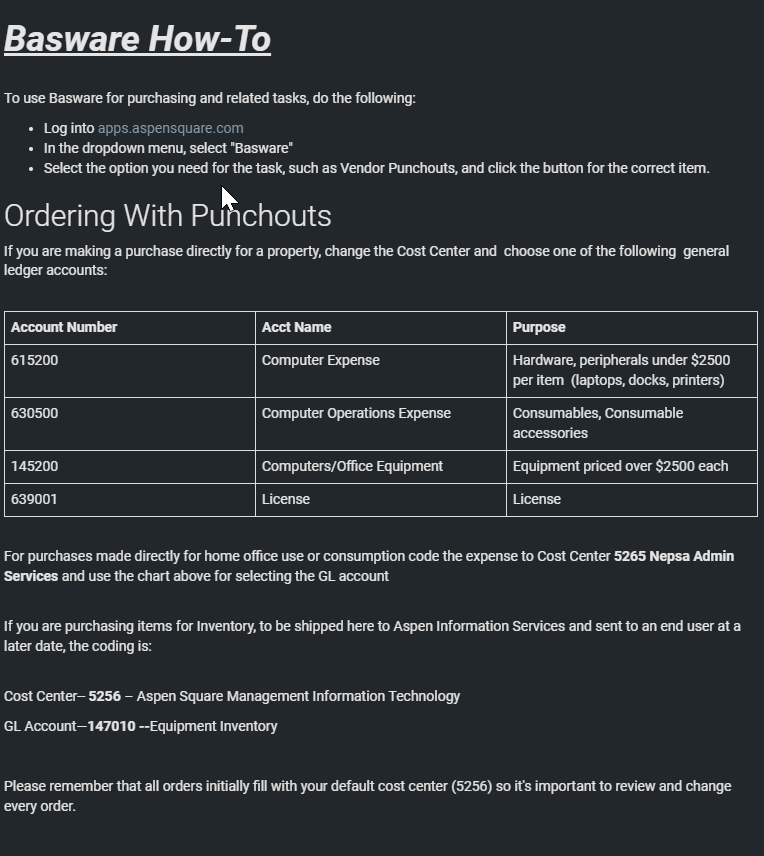 Basware How-To
To use Basware for purchasing and related tasks, do the following:
• Log into apps.aspensquare.com
• In the dropdown menu, select "Basware"
• Select the option you need for the task, such as Vendor Punchouts, and click the button for the correct item.
Ordering With Punchouts
If you are making a purchase directly for a property, change the Cost Center and  choose one of the following  general
ledger accounts:
Account Number Acct Name Purpose
615200 Computer Expense Hardware, peripherals under $2500
per item  (laptops, docks, printers)
630500 Computer Operations Expense Consumables, Consumable
accessories
145200 Computers/Office Equipment Equipment priced over $2500 each
639001 License License
For purchases made directly for home office use or consumption code the expense to Cost Center 5265 Nepsa Admin
Services and use the chart above for selecting the GL account
If you are purchasing items for Inventory, to be shipped here to Aspen Information Services and sent to an end user at a
later date, the coding is:
Cost Center-- 5256 – Aspen Square Management Information Technology
GL Account—147010 --Equipment Inventory
Please remember that all orders initially fill with your default cost center (5256) so it's important to review and change
every order.